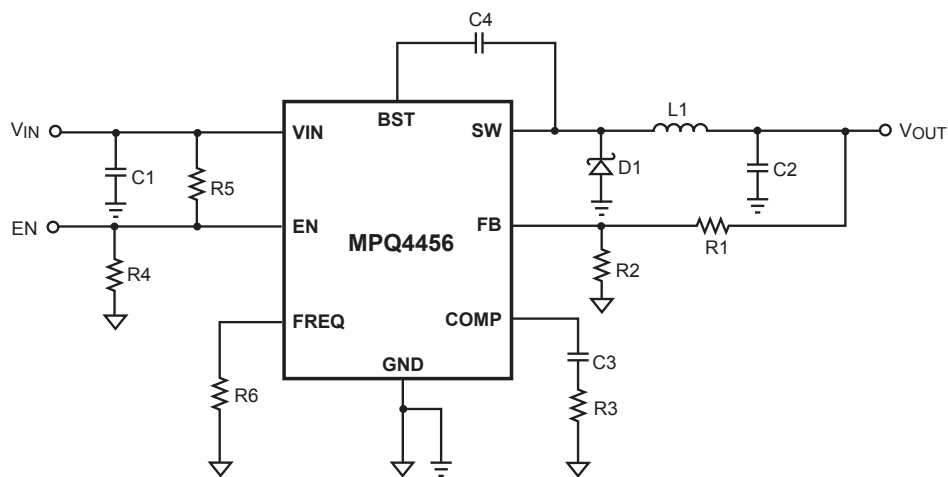 C4
VIN
VIN
BST
SW
L1
VOUT
C1
R5
D1
C2
EN
EN
MPQ4456
FB
R1
R4
R2
FREQ
COMP
GND
C3
R6
R3